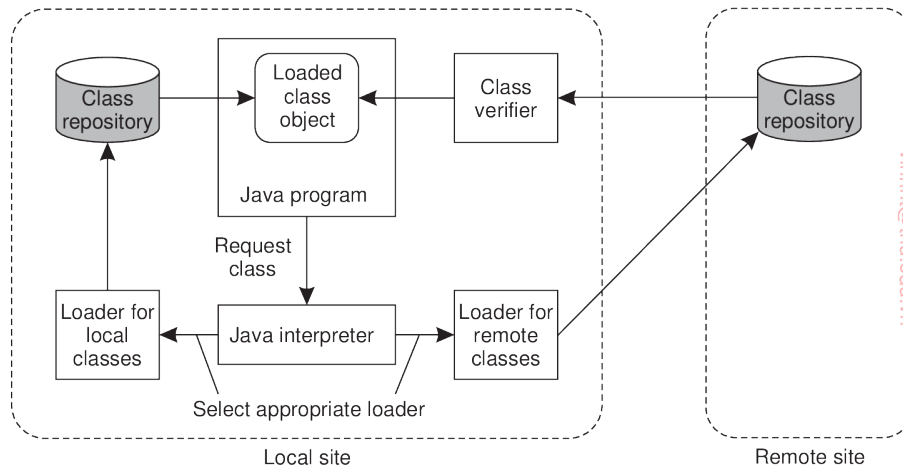 Class
repository
Loaded
class
object
Class
verifier
Class
repository
Java program
Request
class
Loader for
local
classes
Java interpreter
Loader for
remote
classes
Select appropriate loader
Local site
Remote site